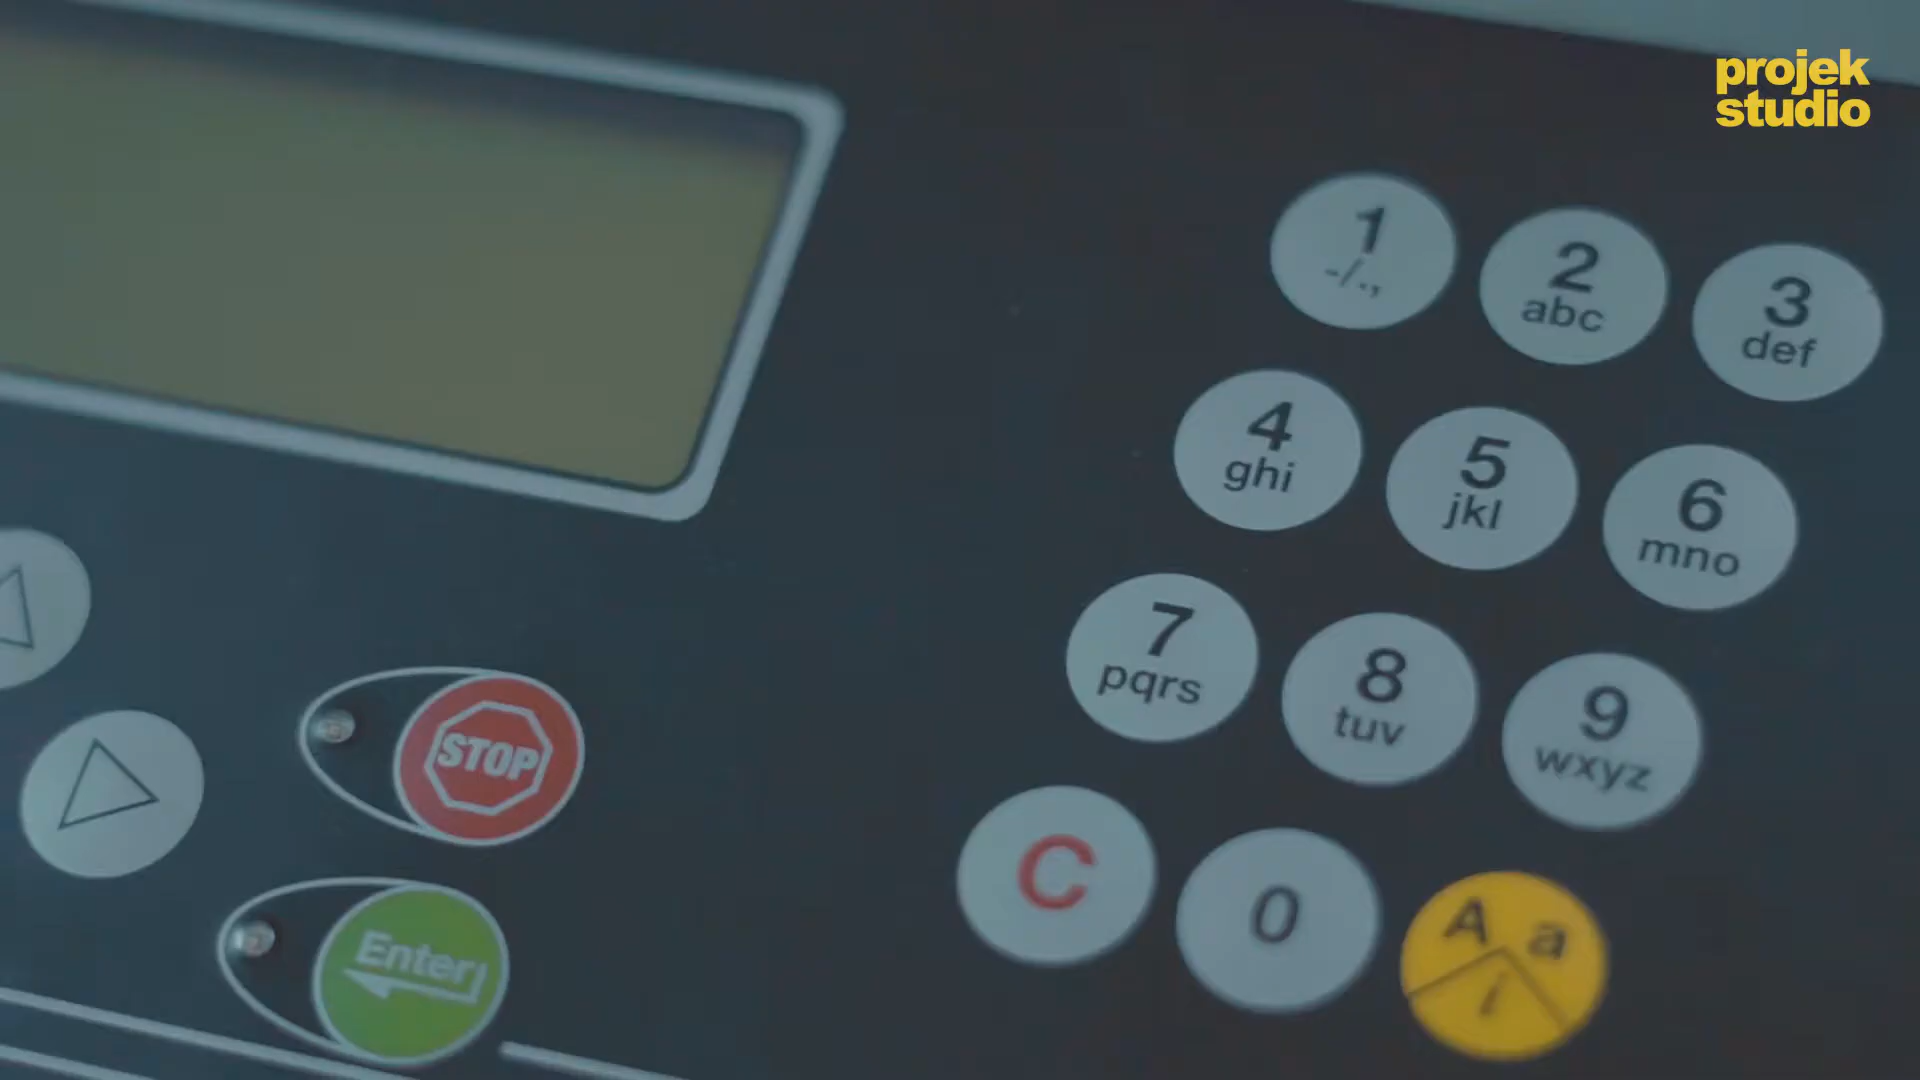 projek
studio
1
-/.,
2
abc
3
def
4
ghi
5
jkl
6
mno
7
pqrs
8
tuv
9
wxyz
STOP
C
0
A a
Enter